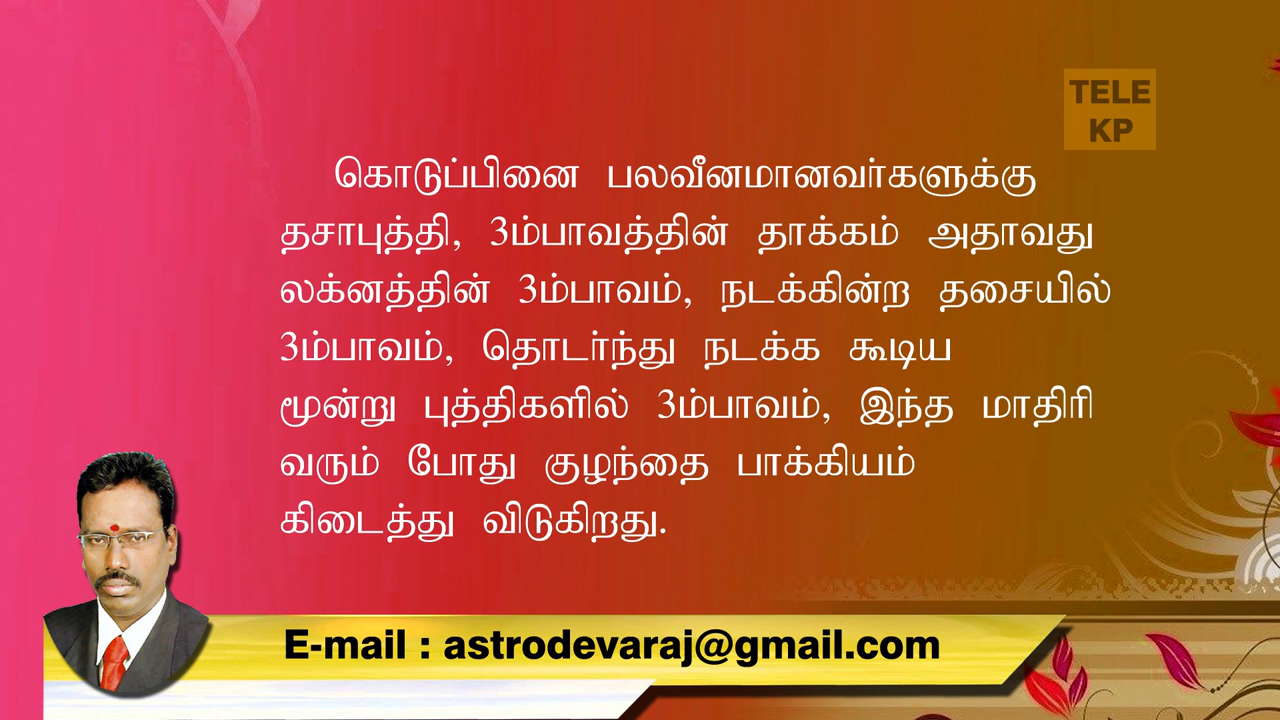 TELE
KP
கொடுப்பினை பலவீனமானவர்களுக்கு
தசாபுத்தி, 3ம்பாவத்தின் தாக்கம் அதாவது
லக்னத்தின் 3ம்பாவம், நடக்கின்ற தசையில்
3ம்பாவம், தொடர்ந்து நடக்க கூடிய
மூன்று புத்திகளில் 3ம்பாவம், இந்த மாதிரி
வரும் போது குழந்தை பாக்கியம்
கிடைத்து விடுகிறது.
E-mail : astrodevaraj@gmail.com